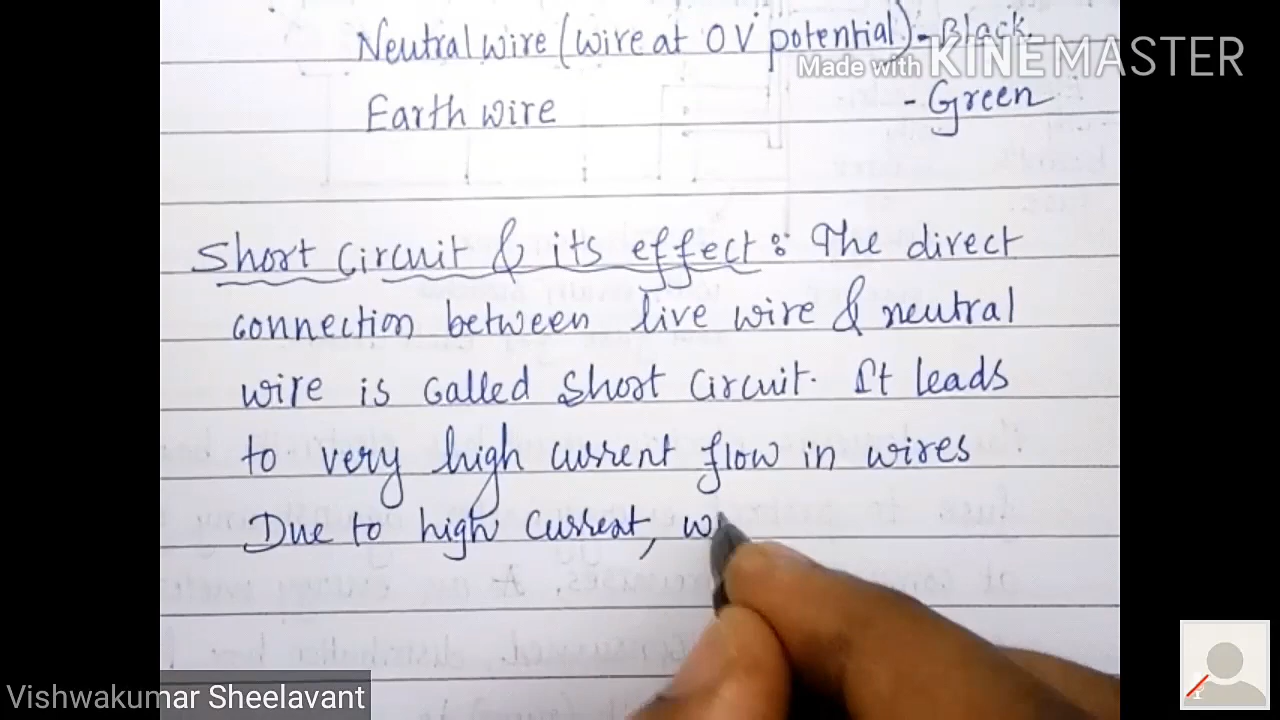 Neutral wire (wire at 0V potential) - Black.
Made with KINEMASTER
Earth wire - Green
Short Circuit & its effect : The direct
connection between live wire & neutral
wire is called Short Circuit. It leads
to very high current flow in wires
Due to high current, wi
Vishwakumar Sheelavant